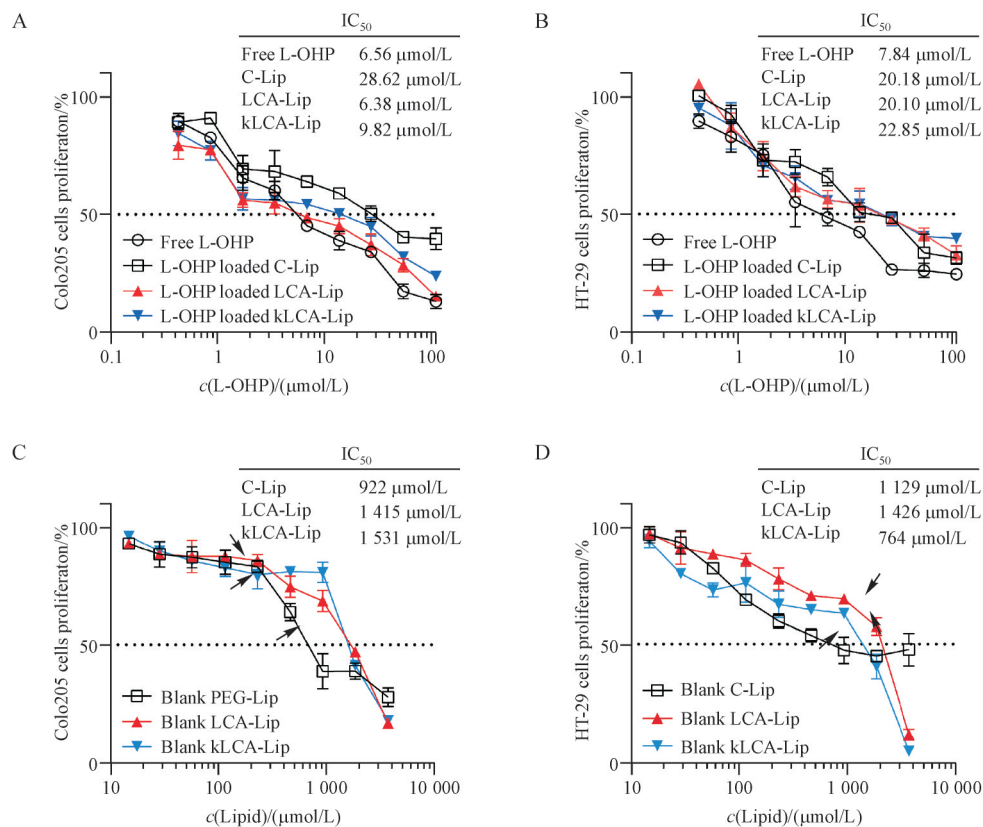 A
IC50
Free L-OHP 6.56 μmol/L
C-Lip 28.62 μmol/L
LCA-Lip 6.38 μmol/L
kLCA-Lip 9.82 μmol/L
Colo205 cells proliferaton/%
100
50
0
Free L-OHP
L-OHP loaded C-Lip
L-OHP loaded LCA-Lip
L-OHP loaded kLCA-Lip
0.1 1 10 100
c(L-OHP)/(μmol/L)
B
IC50
Free L-OHP 7.84 μmol/L
C-Lip 20.18 μmol/L
LCA-Lip 20.10 μmol/L
kLCA-Lip 22.85 μmol/L
HT-29 cells proliferaton/%
100
50
0
Free L-OHP
L-OHP loaded C-Lip
L-OHP loaded LCA-Lip
L-OHP loaded kLCA-Lip
0.1 1 10 100
c(L-OHP)/(μmol/L)
C
IC50
C-Lip 922 μmol/L
LCA-Lip 1 415 μmol/L
kLCA-Lip 1 531 μmol/L
Colo205 cells proliferaton/%
100
50
0
Blank PEG-Lip
Blank LCA-Lip
Blank kLCA-Lip
10 100 1 000 10 000
c(Lipid)/(μmol/L)
D
IC50
C-Lip 1 129 μmol/L
LCA-Lip 1 426 μmol/L
kLCA-Lip 764 μmol/L
HT-29 cells proliferaton/%
100
50
0
Blank C-Lip
Blank LCA-Lip
Blank kLCA-Lip
10 100 1 000 10 000
c(Lipid)/(μmol/L)